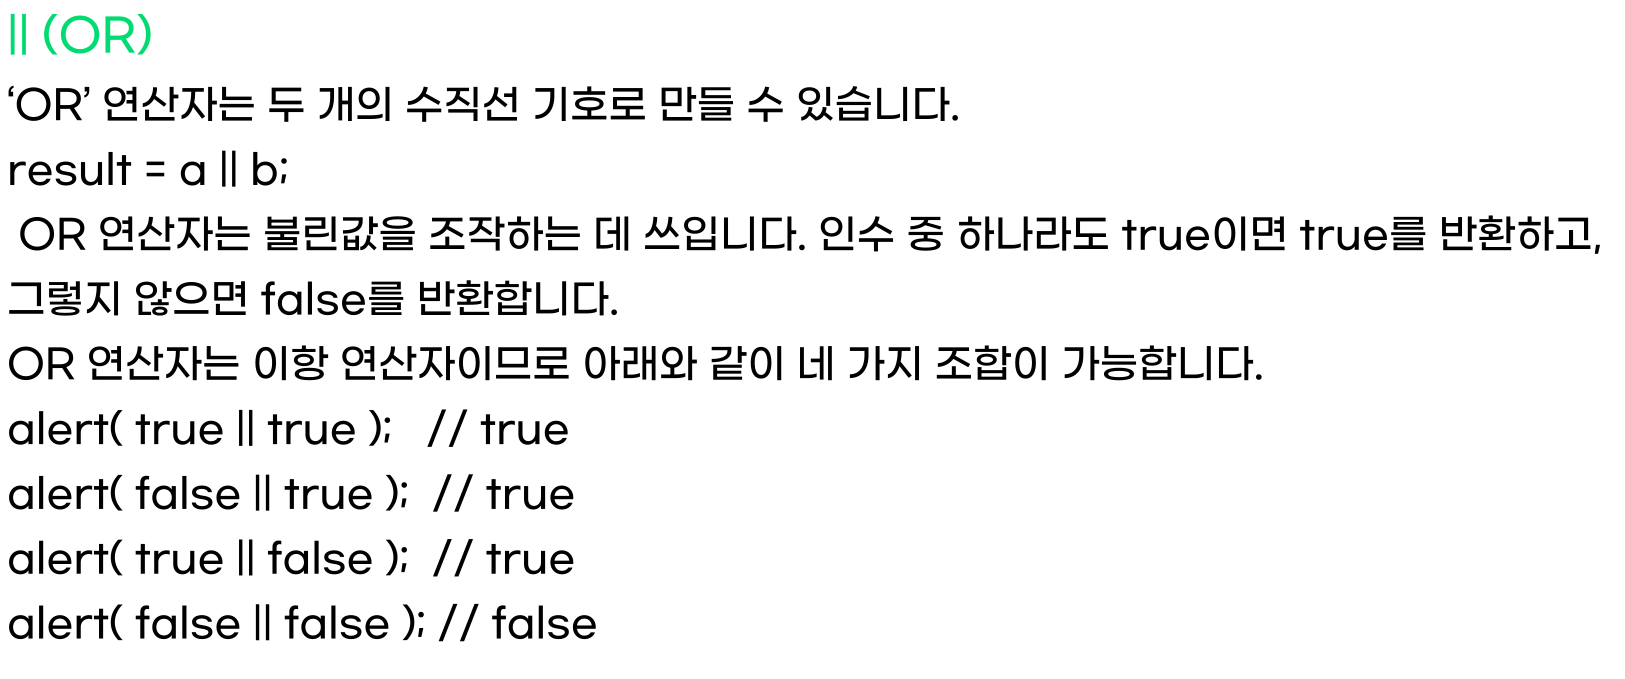 || (OR)
‘OR’ 연산자는 두 개의 수직선 기호로 만들 수 있습니다.
result = a || b;
OR 연산자는 불린값을 조작하는 데 쓰입니다. 인수 중 하나라도 true이면 true를 반환하고,
그렇지 않으면 false를 반환합니다.
OR 연산자는 이항 연산자이므로 아래와 같이 네 가지 조합이 가능합니다.
alert( true || true );   // true
alert( false || true );  // true
alert( true || false );  // true
alert( false || false ); // false